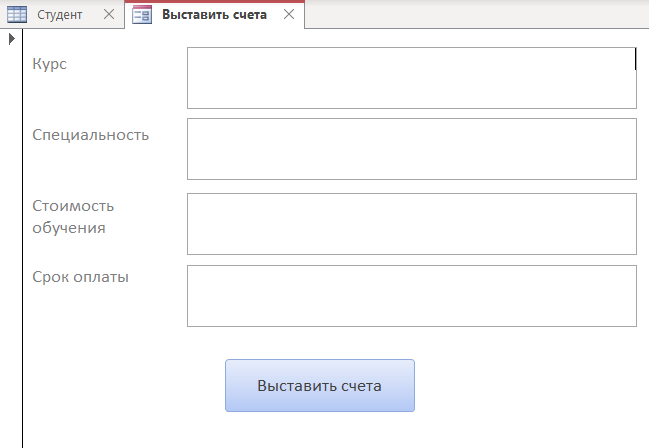 Студент Выставить счета
Курс
Специальность
Стоимость
обучения
Срок оплаты
Выставить счета